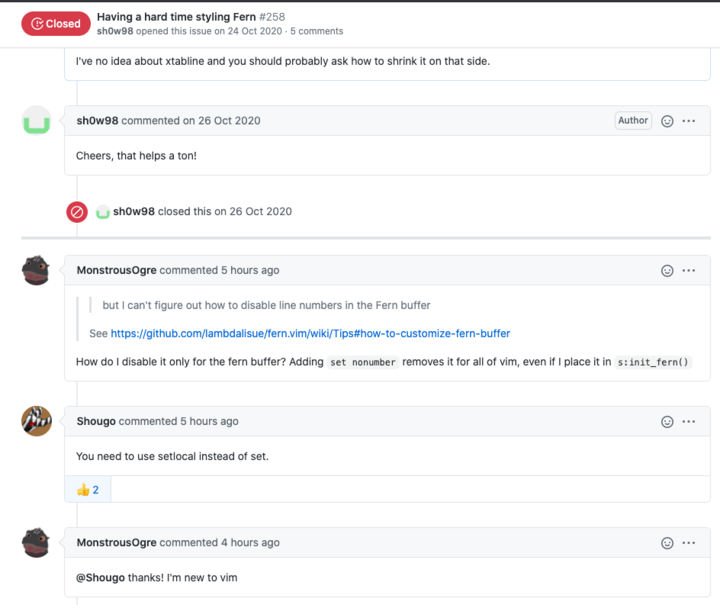 Closed
Having a hard time styling Fern #258
sh0w98 opened this issue on 24 Oct 2020 · 5 comments
I've no idea about xtabline and you should probably ask how to shrink it on that side.
sh0w98 commented on 26 Oct 2020
Author
Cheers, that helps a ton!
sh0w98 closed this on 26 Oct 2020
MonstrousOgre commented 5 hours ago
but I can't figure out how to disable line numbers in the Fern buffer
See https://github.com/lambdalisue/fern.vim/wiki/Tips#how-to-customize-fern-buffer
How do I disable it only for the fern buffer? Adding set nonumber removes it for all of vim, even if I place it in s:init_fern()
Shougo commented 5 hours ago
You need to use setlocal instead of set.
👍 2
MonstrousOgre commented 4 hours ago
@Shougo thanks! I'm new to vim